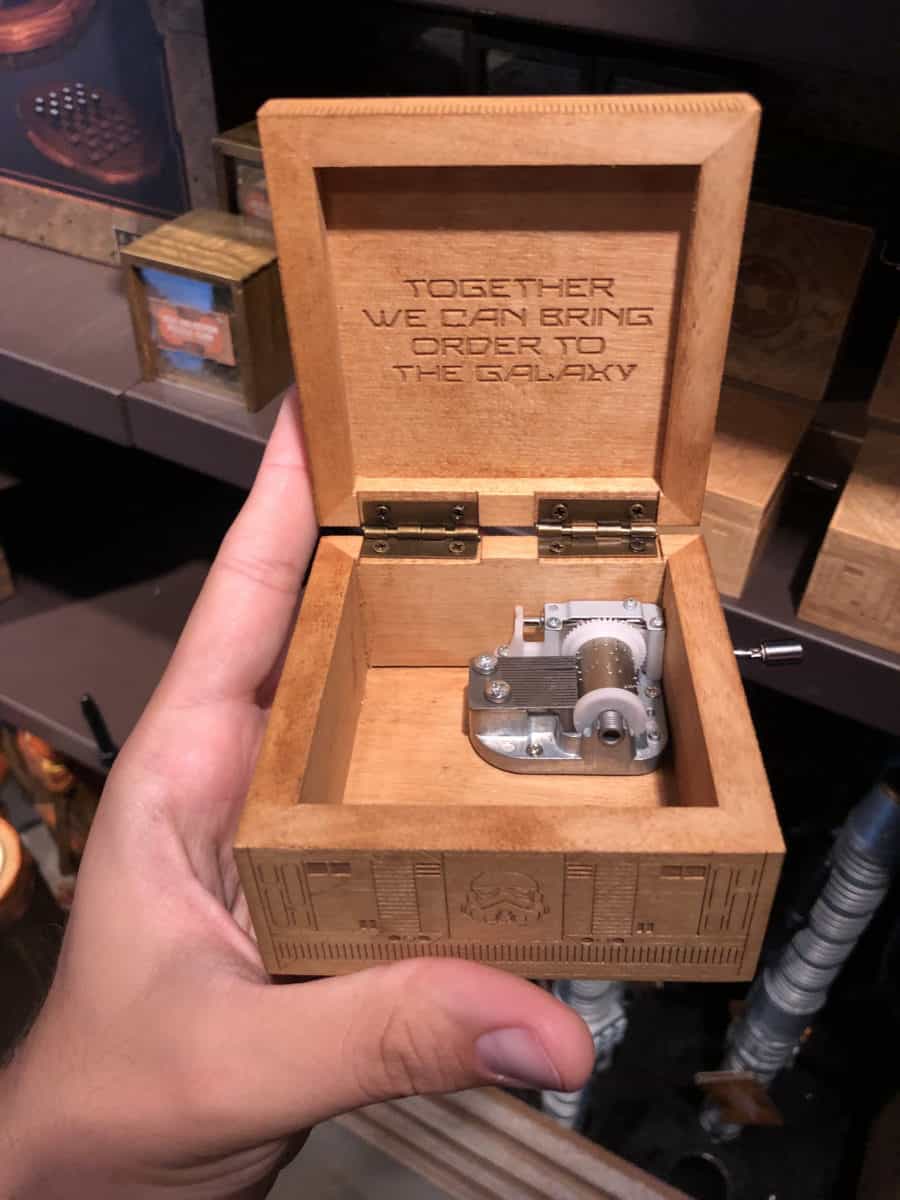 TOGETHER
WE CAN BRING
ORDER TO
THE GALAXY